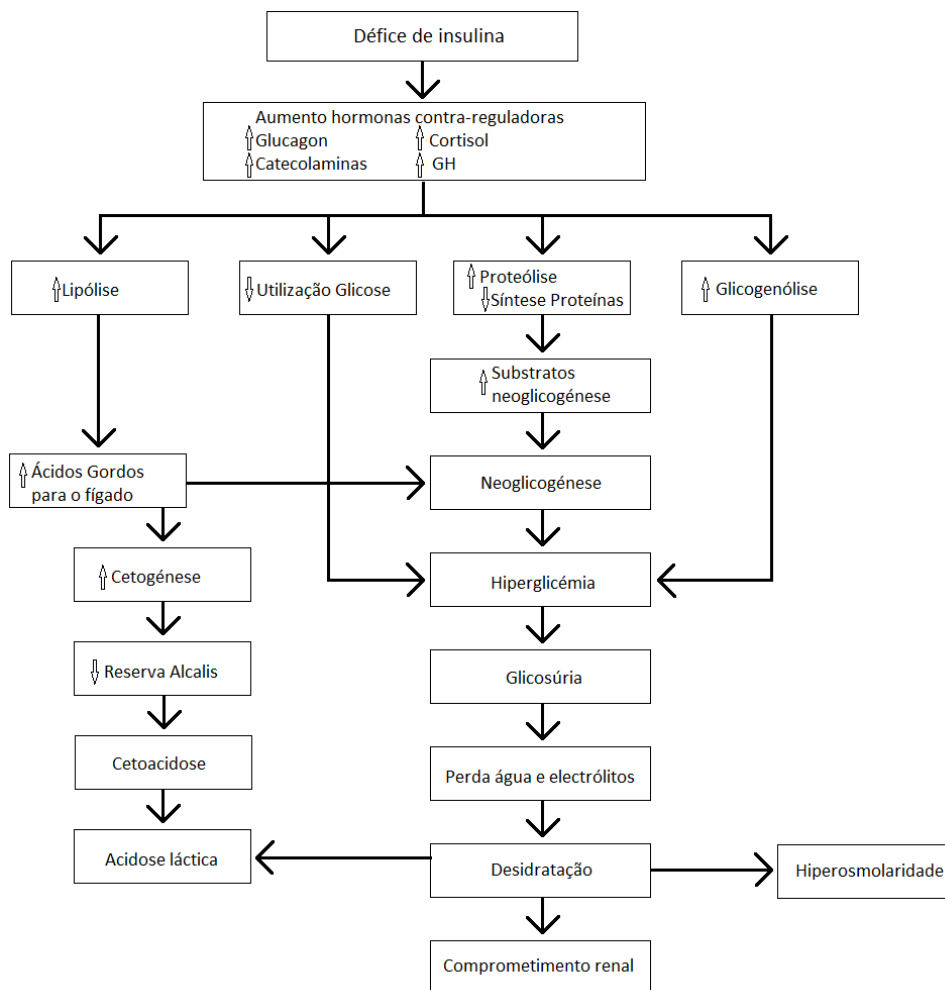 Défice de insulina
Aumento hormonas contra-reguladoras
⇧Glucagon ⇧ Cortisol
⇧Catecolaminas ⇧ GH
⇧Lipólise
⇩ Utilização Glicose
⇧ Proteólise
⇩Síntese Proteínas
⇧ Glicogenólise
⇧ Substratos
neoglicogénese
⇧ Ácidos Gordos
para o fígado
Neoglicogénese
⇧ Cetogénese
Hiperglicémia
⇩ Reserva Alcalis
Glicosúria
Cetoacidose
Perda água e electrólitos
Acidose láctica
Desidratação
Hiperosmolaridade
Comprometimento renal